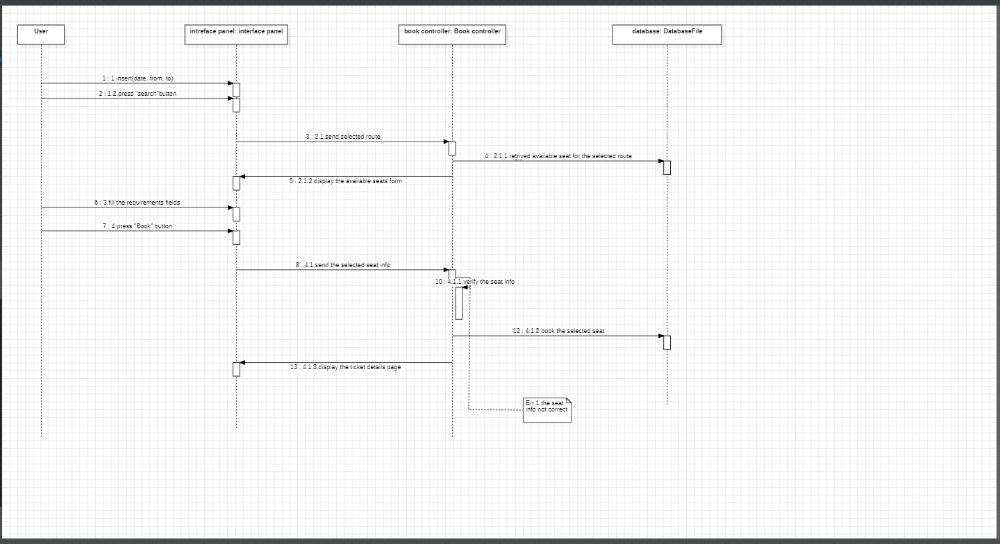 User
intreface panel: interface panel
book controller: Book controller
database: DatabaseFile
1 : 1.insert(date, from, to)
2 : 1.2.press "search"button
3 : 2.1.send selected route
4 : 2.1.1.retrived available seat for the selected route
5 : 2.1.2.display the available seats form
6 : 3.fill the requirements fields
7 : 4.press "Book" button
8 : 4.1.send the selected seat info
10 : 4.1.1.verify the seat info
12 : 4.1.2.book the selected seat
13 : 4.1.3.display the ticket details page
Err 1.the seat
info not correct